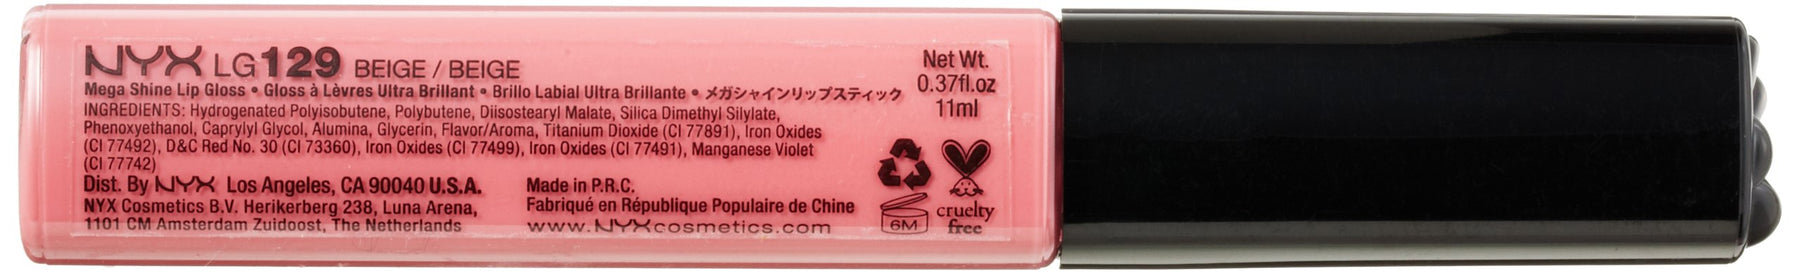 NYX LG129 BEIGE / BEIGE
Mega Shine Lip Gloss • Gloss à Lèvres Ultra Brillant • Brillo Labial Ultra Brillante • メガシャインリップスティック
Net Wt.
0.37fl.oz
11ml
INGREDIENTS: Hydrogenated Polyisobutene, Polybutene, Diisostearyl Malate, Silica Dimethyl Silylate,
Phenoxyethanol, Caprylyl Glycol, Alumina, Glycerin, Flavor/Aroma, Titanium Dioxide (CI 77891), Iron Oxides
(CI 77492), D&C Red No. 30 (CI 73360), Iron Oxides (CI 77499), Iron Oxides (CI 77491), Manganese Violet
(CI 77742)
Dist. By NYX Los Angeles, CA 90040 U.S.A.
NYX Cosmetics B.V. Herikerberg 238, Luna Arena,
1101 CM Amsterdam Zuidoost, The Netherlands
Made in P.R.C.
Fabriqué en République Populaire de Chine
www.NYXcosmetics.com
6M
cruelty
free